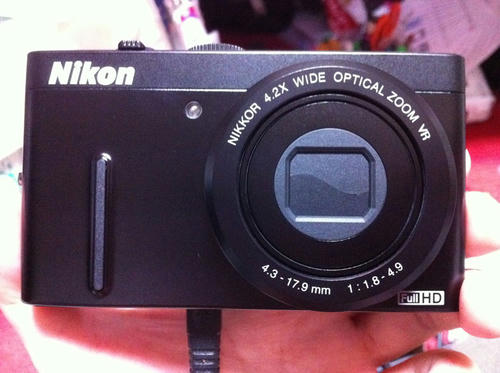 Nikon
NIKKOR 4.2X WIDE OPTICAL ZOOM VR
4.3 - 17.9 mm 1 : 1.8 - 4.9
Full HD